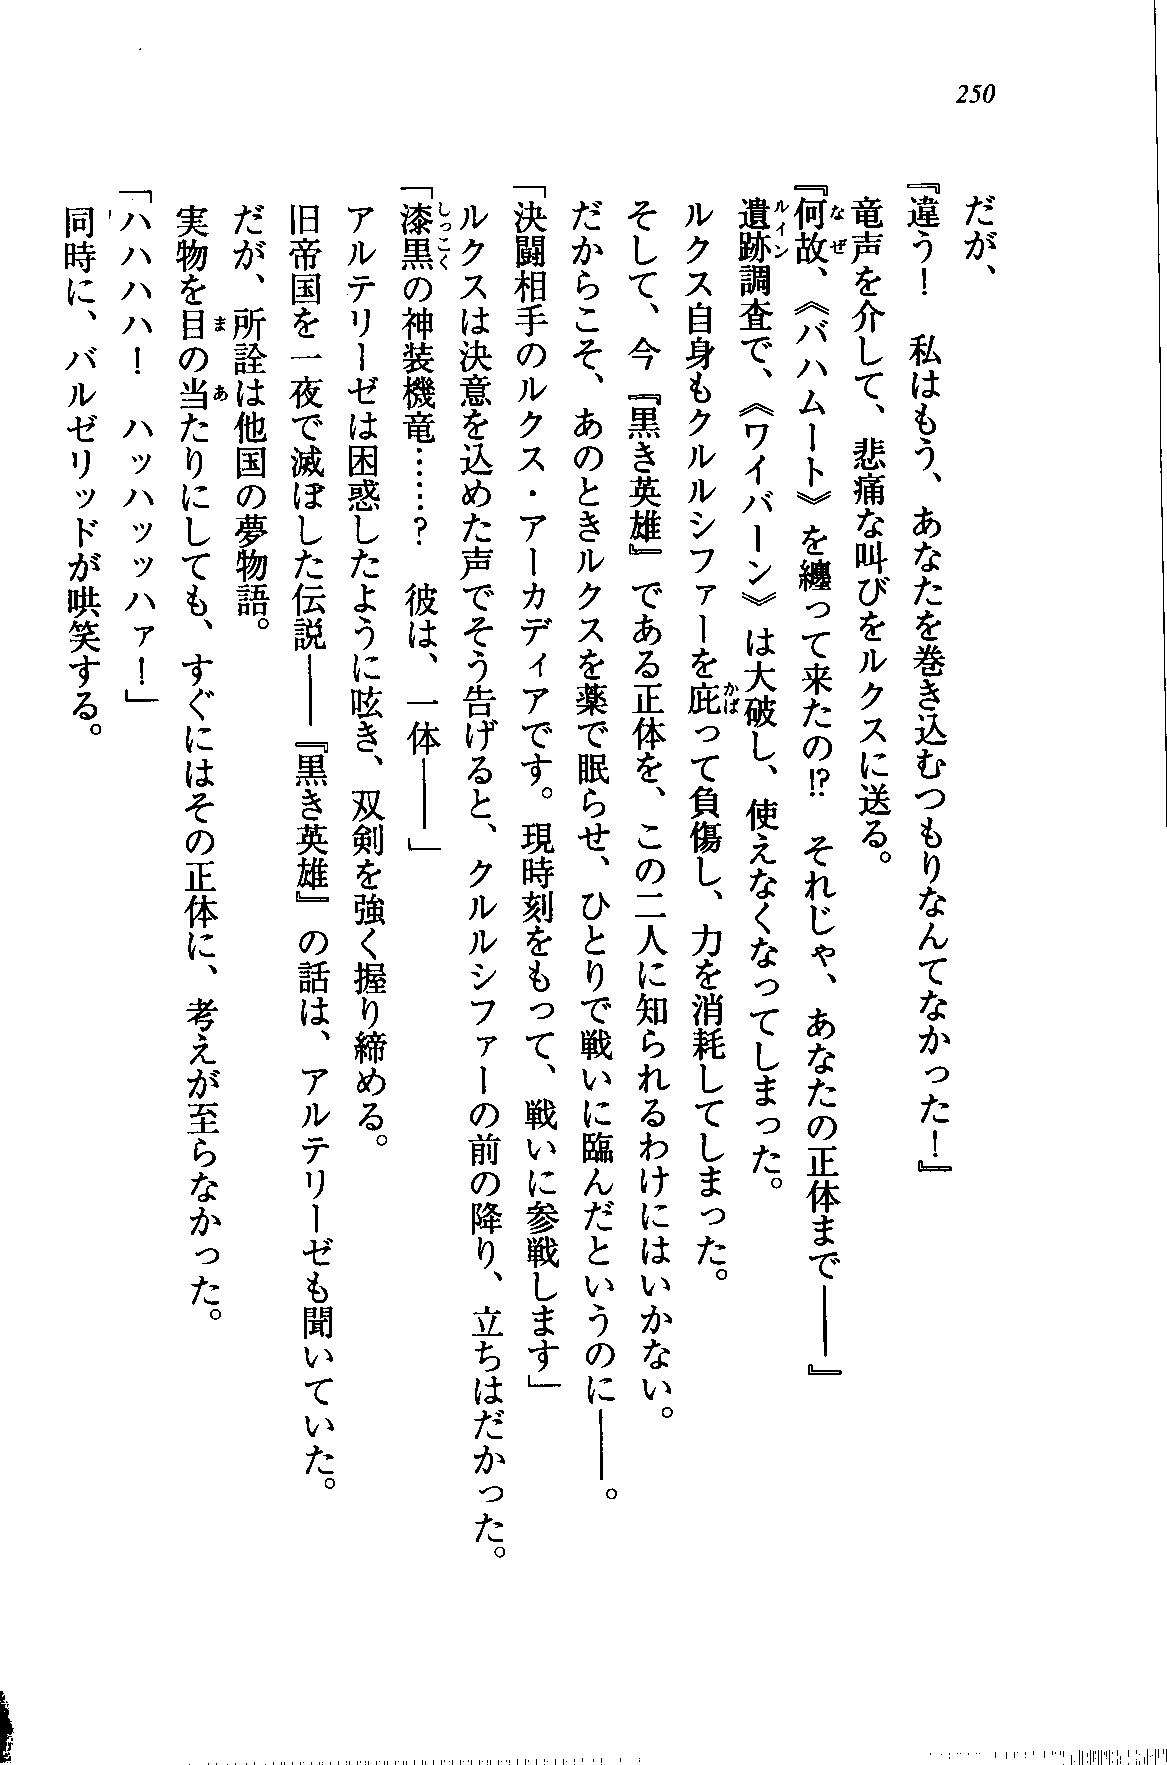 250
だが、
『違う！　私はもう、あなたを巻き込むつもりなんてなかった！』
竜声を介して、悲痛な叫びをルクスに送る。
『何故、《バハムート》を纏って来たの!?　それじゃ、あなたの正体まで――』
遺跡調査で、《ワイバーン》は大破し、使えなくなってしまった。
ルクス自身もクルルシファーを庇って負傷し、力を消耗してしまった。
そして、今『黒き英雄』である正体を、この二人に知られるわけにはいかない。
だからこそ、あのときルクスを薬で眠らせ、ひとりで戦いに臨んだというのに――。
「決闘相手のルクス・アーカディアです。現時刻をもって、戦いに参戦します」
ルクスは決意を込めた声でそう告げると、クルルシファーの前の降り、立ちはだかった。
「漆黒の神装機竜……？　彼は、一体――」
アルテリーゼは困惑したように呟き、双剣を強く握り締める。
旧帝国を一夜で滅ぼした伝説――『黒き英雄』の話は、アルテリーゼも聞いていた。
だが、所詮は他国の夢物語。
実物を目の当たりにしても、すぐにはその正体に、考えが至らなかった。
「ハハハハ！　ハッハッッハァ！」
同時に、バルゼリッドが哄笑する。